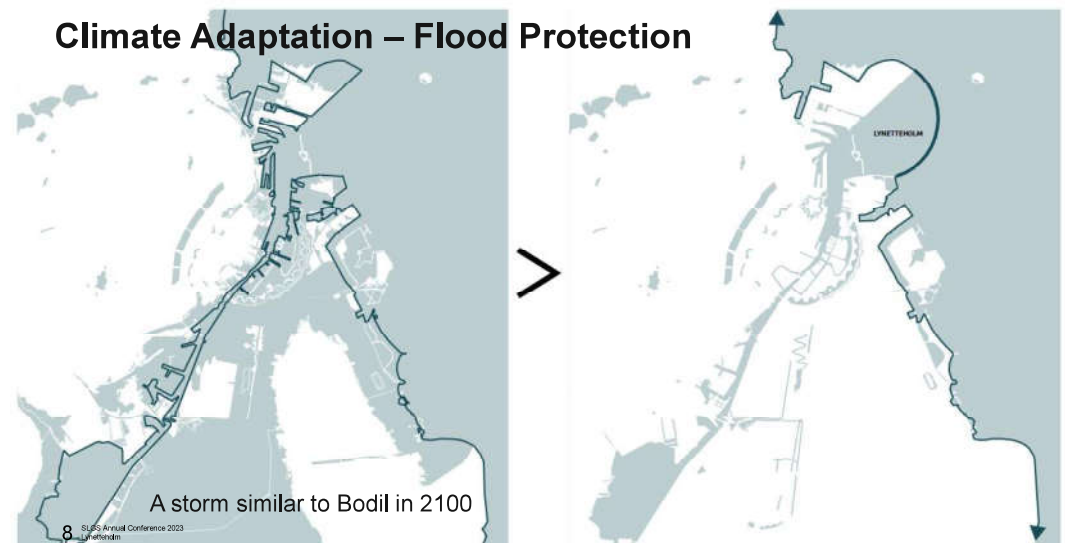 Climate Adaptation – Flood Protection
LYNETTEHOLM
>
A storm similar to Bodil in 2100
8 SLGS Annual Conference 2023
Lynetteholm